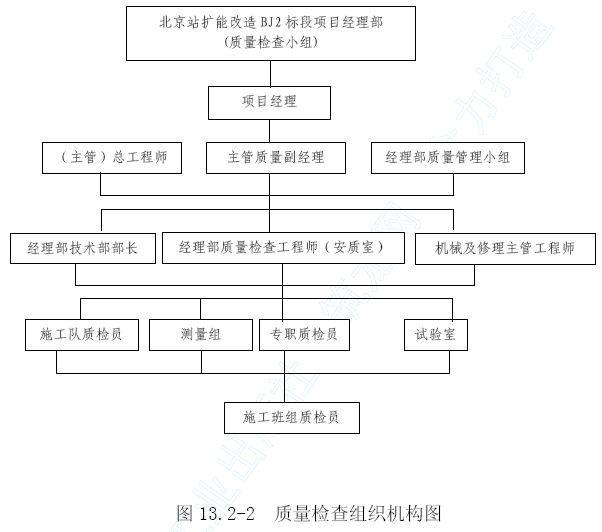 北京站扩能改造 BJ2 标段项目经理部
(质量检查小组)
项目经理
（主管）总工程师
主管质量副经理
经理部质量管理小组
经理部技术部部长
经理部质量检查工程师（安质室）
机械及修理主管工程师
施工队质检员
测量组
专职质检员
试验室
施工班组质检员
图 13.2-2 质量检查组织机构图